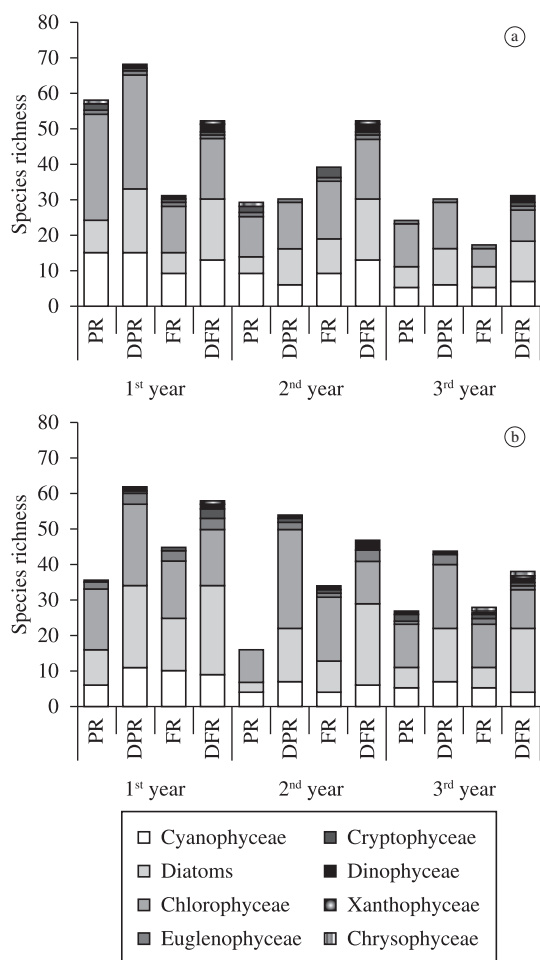 80
70
60
50
40
30
20
10
0
Species richness
a
PR DPR FR DFR PR DPR FR DFR PR DPR FR DFR
1st year 2nd year 3rd year
80
70
60
50
40
30
20
10
0
Species richness
b
PR DPR FR DFR PR DPR FR DFR PR DPR FR DFR
1st year 2nd year 3rd year
Cyanophyceae Cryptophyceae
Diatoms Dinophyceae
Chlorophyceae Xanthophyceae
Euglenophyceae Chrysophyceae